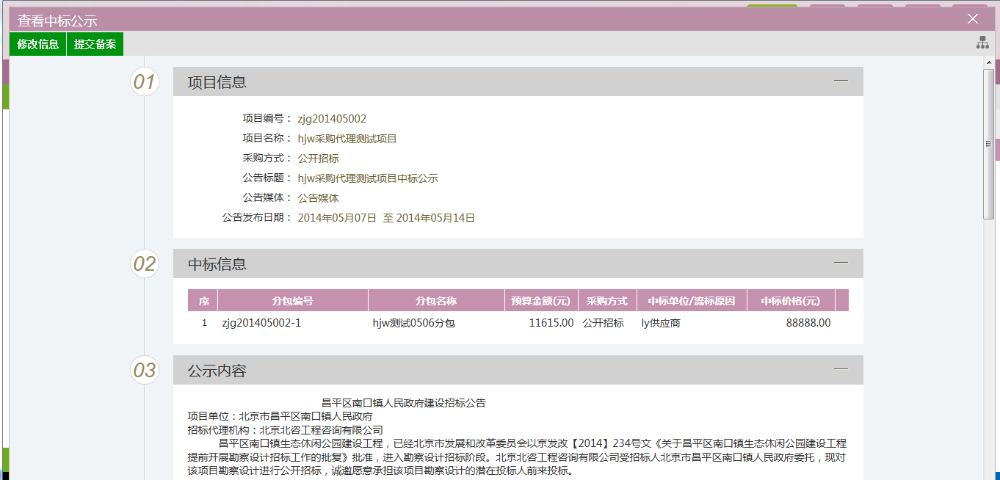 查看中标公示
修改信息 提交备案
01 项目信息
项目编号： zjg201405002
项目名称： hjw采购代理测试项目
采购方式： 公开招标
公告标题： hjw采购代理测试项目中标公示
公告媒体： 公告媒体
公告发布日期： 2014年05月07日 至 2014年05月14日
02 中标信息
序 分包编号 分包名称 预算金额(元) 采购方式 中标单位/流标原因 中标价格(元)
1 zjg201405002-1 hjw测试0506分包 11615.00 公开招标 ly供应商 88888.00
03 公示内容
昌平区南口镇人民政府建设招标公告
项目单位：北京市昌平区南口镇人民政府
招标代理机构：北京北咨工程咨询有限公司
昌平区南口镇生态休闲公园建设工程，已经北京市发展和改革委员会以京发改【2014】234号文《关于昌平区南口镇生态休闲公园建设工程
提前开展勘察设计招标工作的批复》批准，进入勘察设计招标阶段。北京北咨工程咨询有限公司受招标人北京市昌平区南口镇人民政府委托，现对
该项目勘察设计进行公开招标，诚邀愿意承担该项目勘察设计的潜在投标人前来投标。